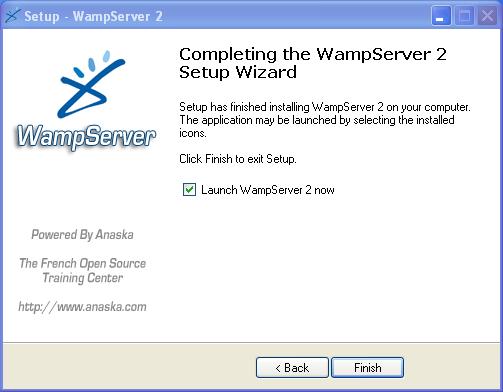 Setup - WampServer 2
Completing the WampServer 2
Setup Wizard
Setup has finished installing WampServer 2 on your computer.
The application may be launched by selecting the installed
icons.
Click Finish to exit Setup.
Launch WampServer 2 now
WampServer
Powered By Anaska
The French Open Source
Training Center
http://www.anaska.com
< Back
Finish